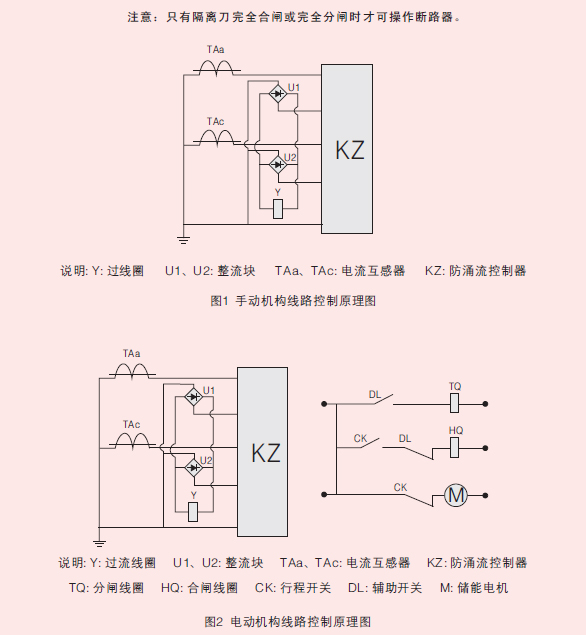 注意：只有隔离刀完全合闸或完全分闸时才可操作断路器。
TAa
U1
TAc
KZ
U2
Y
说明: Y: 过线圈 U1、U2: 整流块 TAa、TAc: 电流互感器 KZ: 防涌流控制器
图1 手动机构线路控制原理图
TAa
U1
TAc
KZ
U2
Y
DL
TQ
CK
DL
HQ
CK
M
说明: Y: 过流线圈 U1、U2: 整流块 TAa、TAc: 电流互感器 KZ: 防涌流控制器
TQ: 分闸线圈 HQ: 合闸线圈 CK: 行程开关 DL: 辅助开关 M: 储能电机
图2 电动机构线路控制原理图